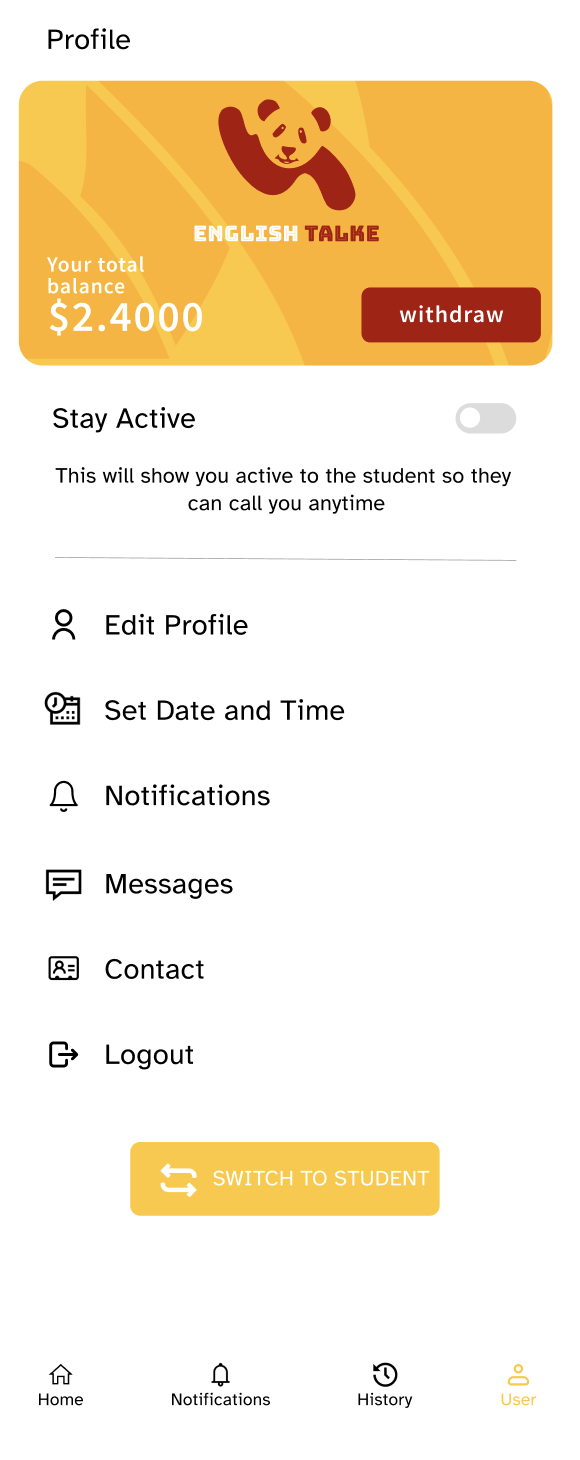 Profile
ENGLISH TALKE
Your total
balance
$2.4000
withdraw
Stay Active
This will show you active to the student so they
can call you anytime
Edit Profile
Set Date and Time
Notifications
Messages
Contact
Logout
SWITCH TO STUDENT
Home Notifications History User